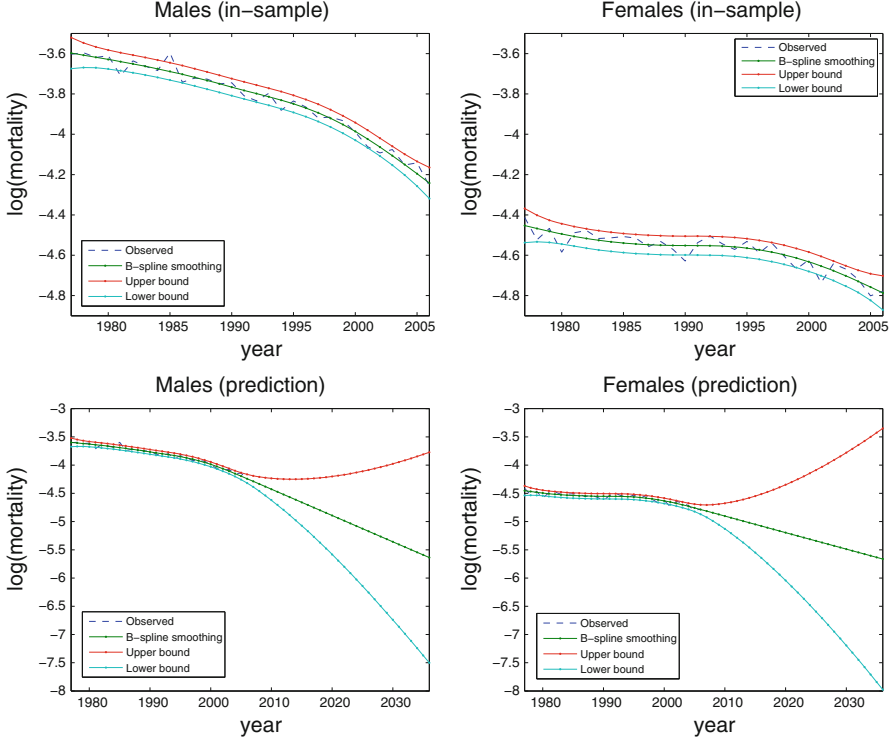 Males (in−sample)
log(mortality)
−3.6
−3.8
−4
−4.2
−4.4
−4.6
−4.8
Observed
B−spline smoothing
Upper bound
Lower bound
1980 1985 1990 1995 2000 2005
year
Females (in−sample)
log(mortality)
−3.6
−3.8
−4
−4.2
−4.4
−4.6
−4.8
Observed
B−spline smoothing
Upper bound
Lower bound
1980 1985 1990 1995 2000 2005
year
Males (prediction)
log(mortality)
−3
−3.5
−4
−4.5
−5
−5.5
−6
−6.5
−7
−7.5
−8
Observed
B−spline smoothing
Upper bound
Lower bound
1980 1990 2000 2010 2020 2030
year
Females (prediction)
log(mortality)
−3
−3.5
−4
−4.5
−5
−5.5
−6
−6.5
−7
−7.5
−8
Observed
B−spline smoothing
Upper bound
Lower bound
1980 1990 2000 2010 2020 2030
year